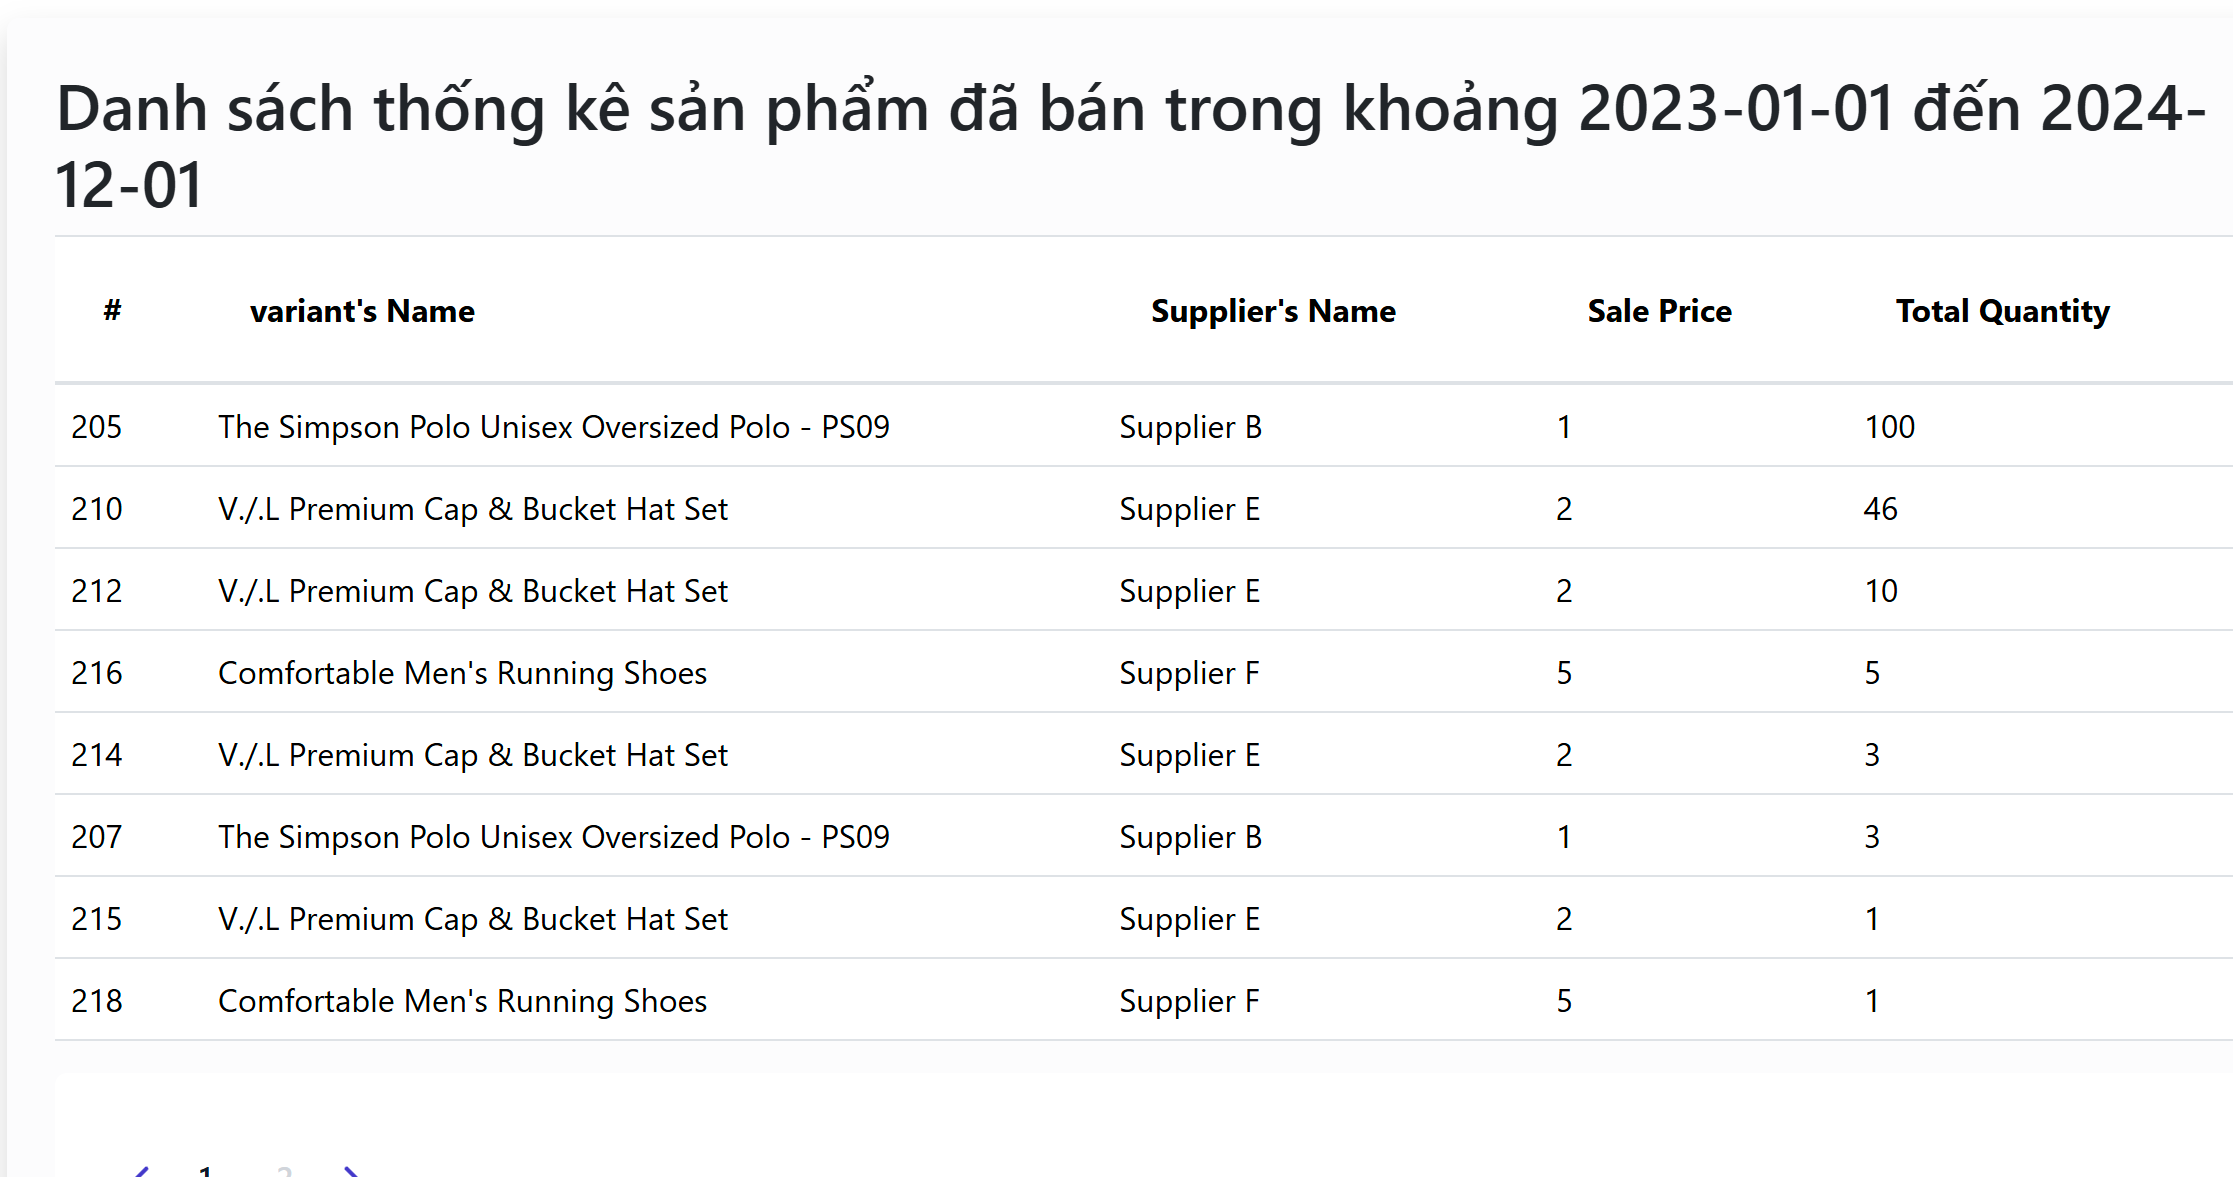 Danh sách thống kê sản phẩm đã bán trong khoảng 2023-01-01 đến 2024-
12-01
# variant's Name Supplier's Name Sale Price Total Quantity
205 The Simpson Polo Unisex Oversized Polo - PS09 Supplier B 1 100
210 V./.L Premium Cap & Bucket Hat Set Supplier E 2 46
212 V./.L Premium Cap & Bucket Hat Set Supplier E 2 10
216 Comfortable Men's Running Shoes Supplier F 5 5
214 V./.L Premium Cap & Bucket Hat Set Supplier E 2 3
207 The Simpson Polo Unisex Oversized Polo - PS09 Supplier B 1 3
215 V./.L Premium Cap & Bucket Hat Set Supplier E 2 1
218 Comfortable Men's Running Shoes Supplier F 5 1
1 2